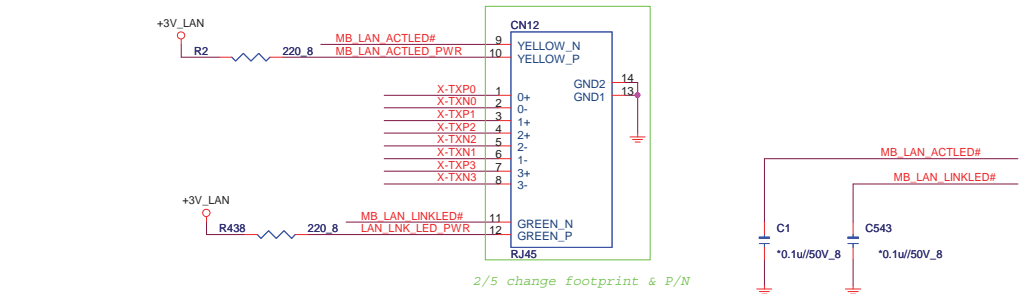 +3V_LAN
R2 220_8
CN12
MB_LAN_ACTLED# 9 YELLOW_N
MB_LAN_ACTLED_PWR 10 YELLOW_P
GND2 14
GND1 13
X-TXP0 1 0+
X-TXN0 2 0-
X-TXP1 3 1+
X-TXP2 4 2+
X-TXN2 5 2-
X-TXN1 6 1-
X-TXP3 7 3+
X-TXN3 8 3-
+3V_LAN
R438 220_8
MB_LAN_LINKLED# 11 GREEN_N
LAN_LNK_LED_PWR 12 GREEN_P
RJ45
2/5 change footprint & P/N
MB_LAN_ACTLED#
MB_LAN_LINKLED#
C1
*0.1u//50V_8
C543
*0.1u//50V_8